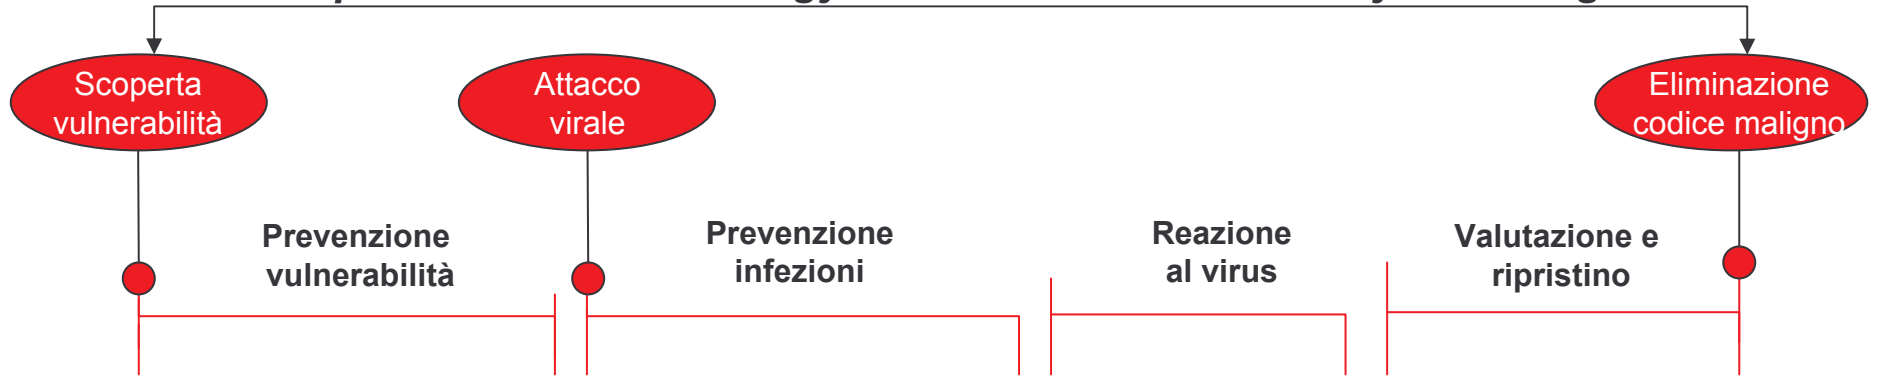 Scoperta
vulnerabilità
Attacco
virale
Eliminazione
codice maligno
Prevenzione
vulnerabilità
Prevenzione
infezioni
Reazione
al virus
Valutazione e
ripristino